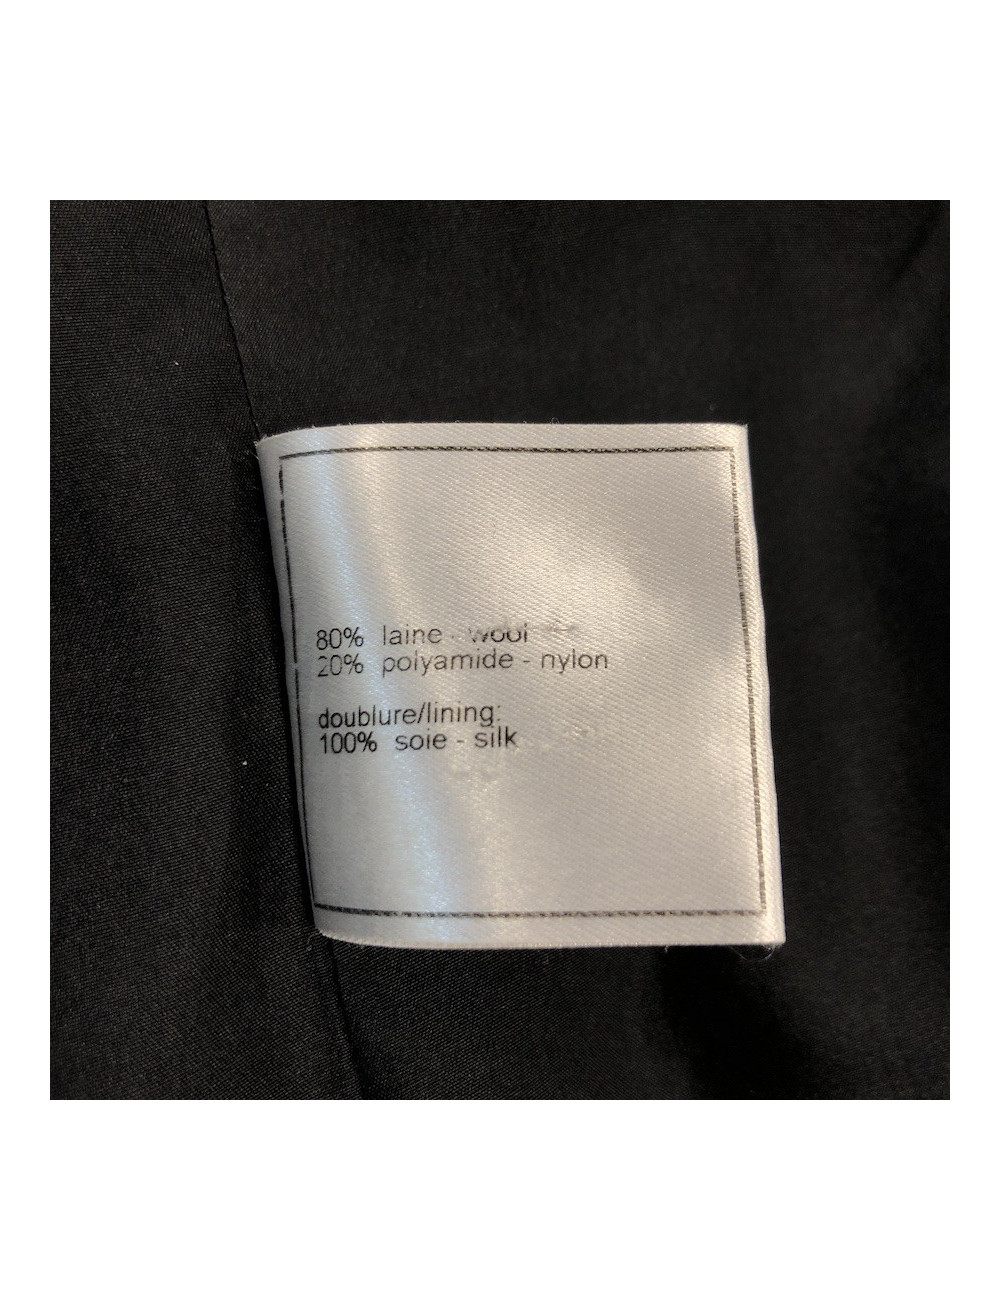 80% laine - wool
20% polyamide - nylon
doublure/lining:
100% soie - silk